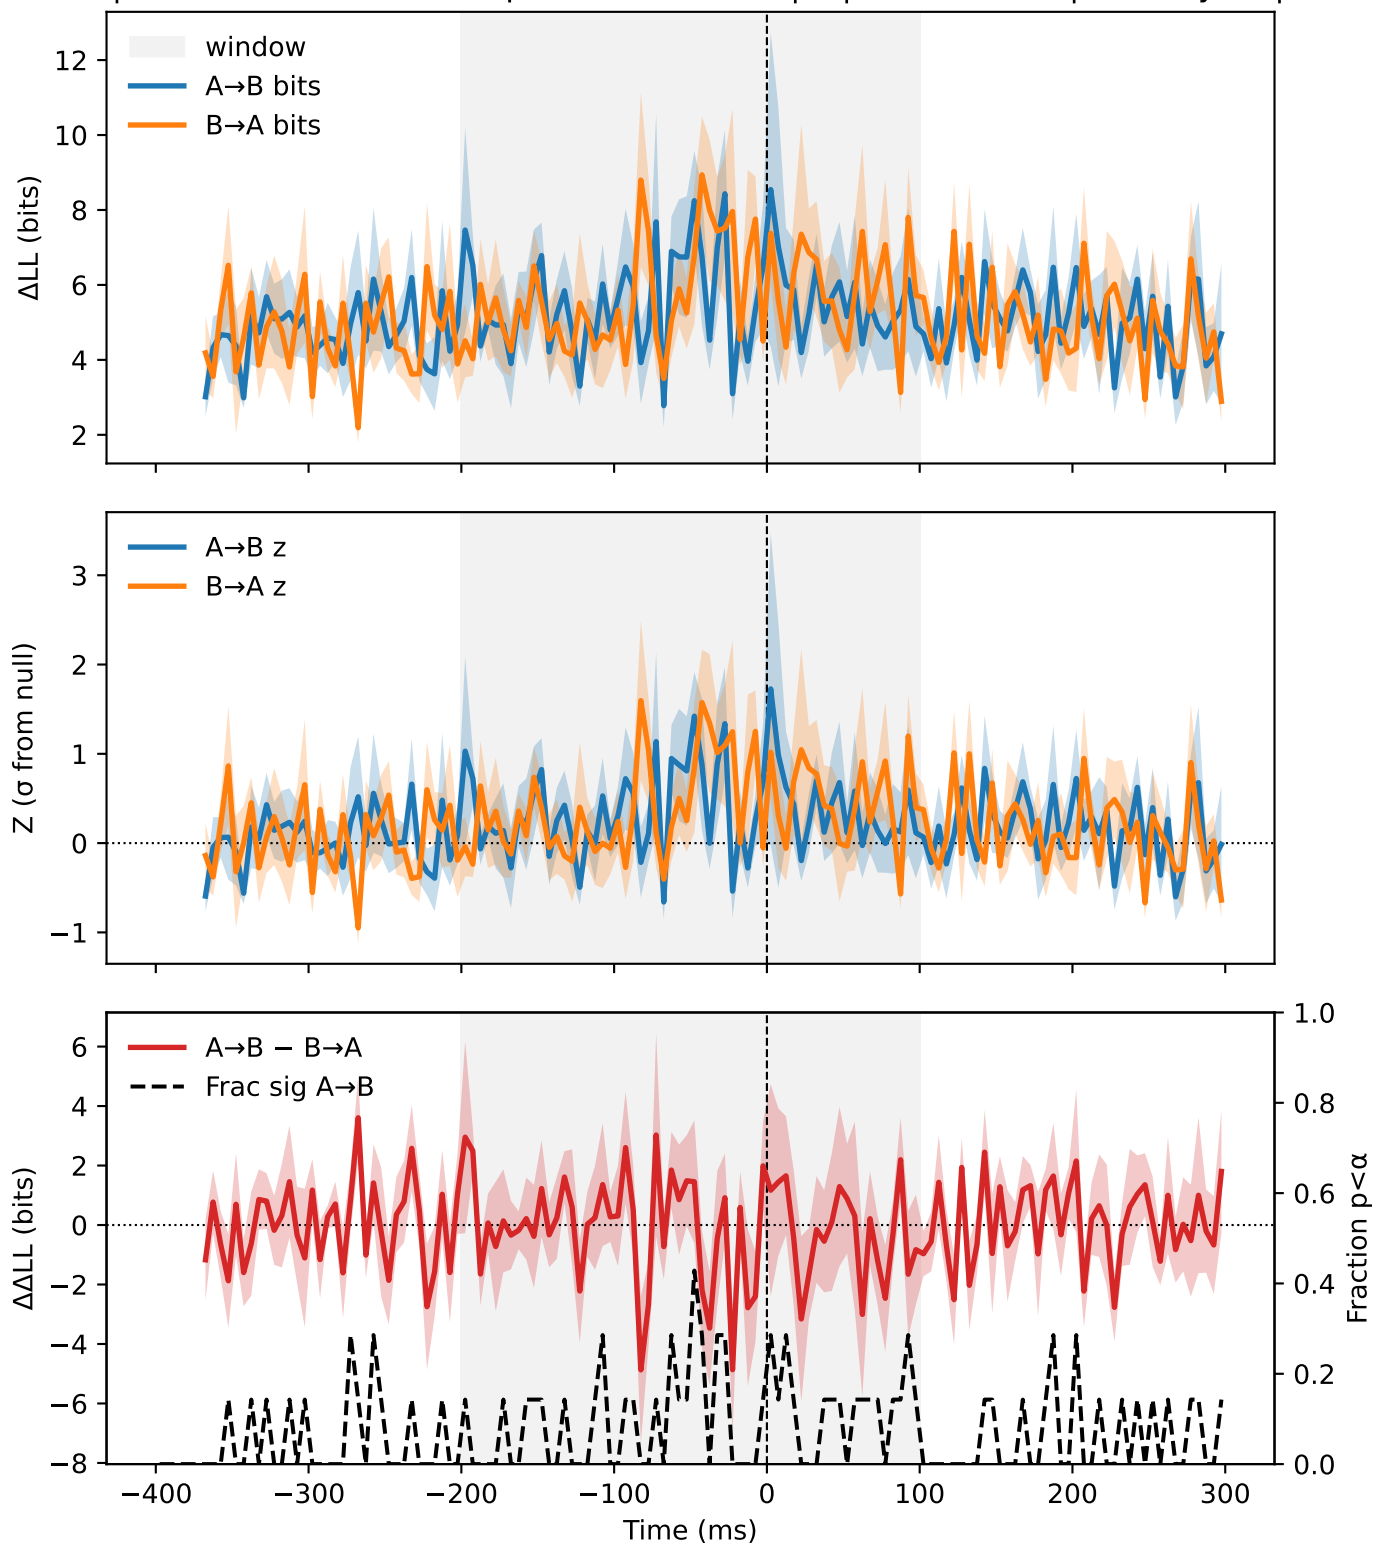 window
A→B bits
B→A bits
ΔLL (bits)
12
10
8
6
4
2
A→B z
B→A z
Z (σ from null)
3
2
1
0
−1
A→B − B→A
Frac sig A→B
ΔΔLL (bits)
6
4
2
0
−2
−4
−6
−8
1.0
0.8
0.6
0.4
0.2
0.0
Fraction p<α
−400 −300 −200 −100 0 100 200 300
Time (ms)